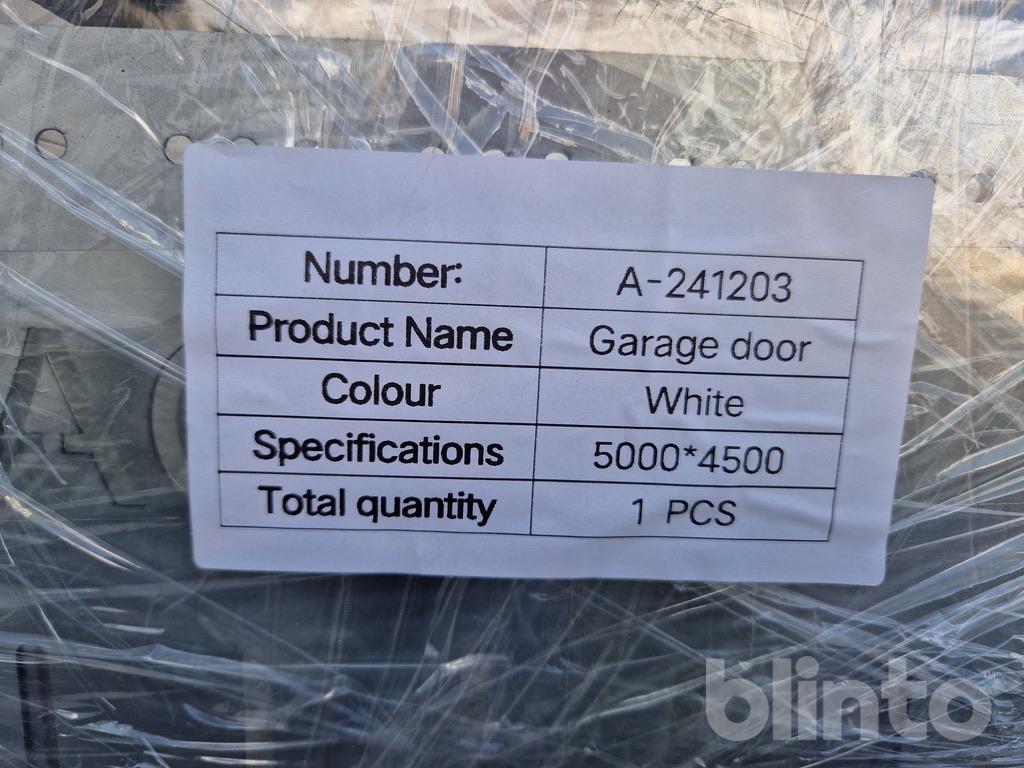 Number: A-241203
Product Name Garage door
Colour White
Specifications 5000*4500
Total quantity 1 PCS
blinto